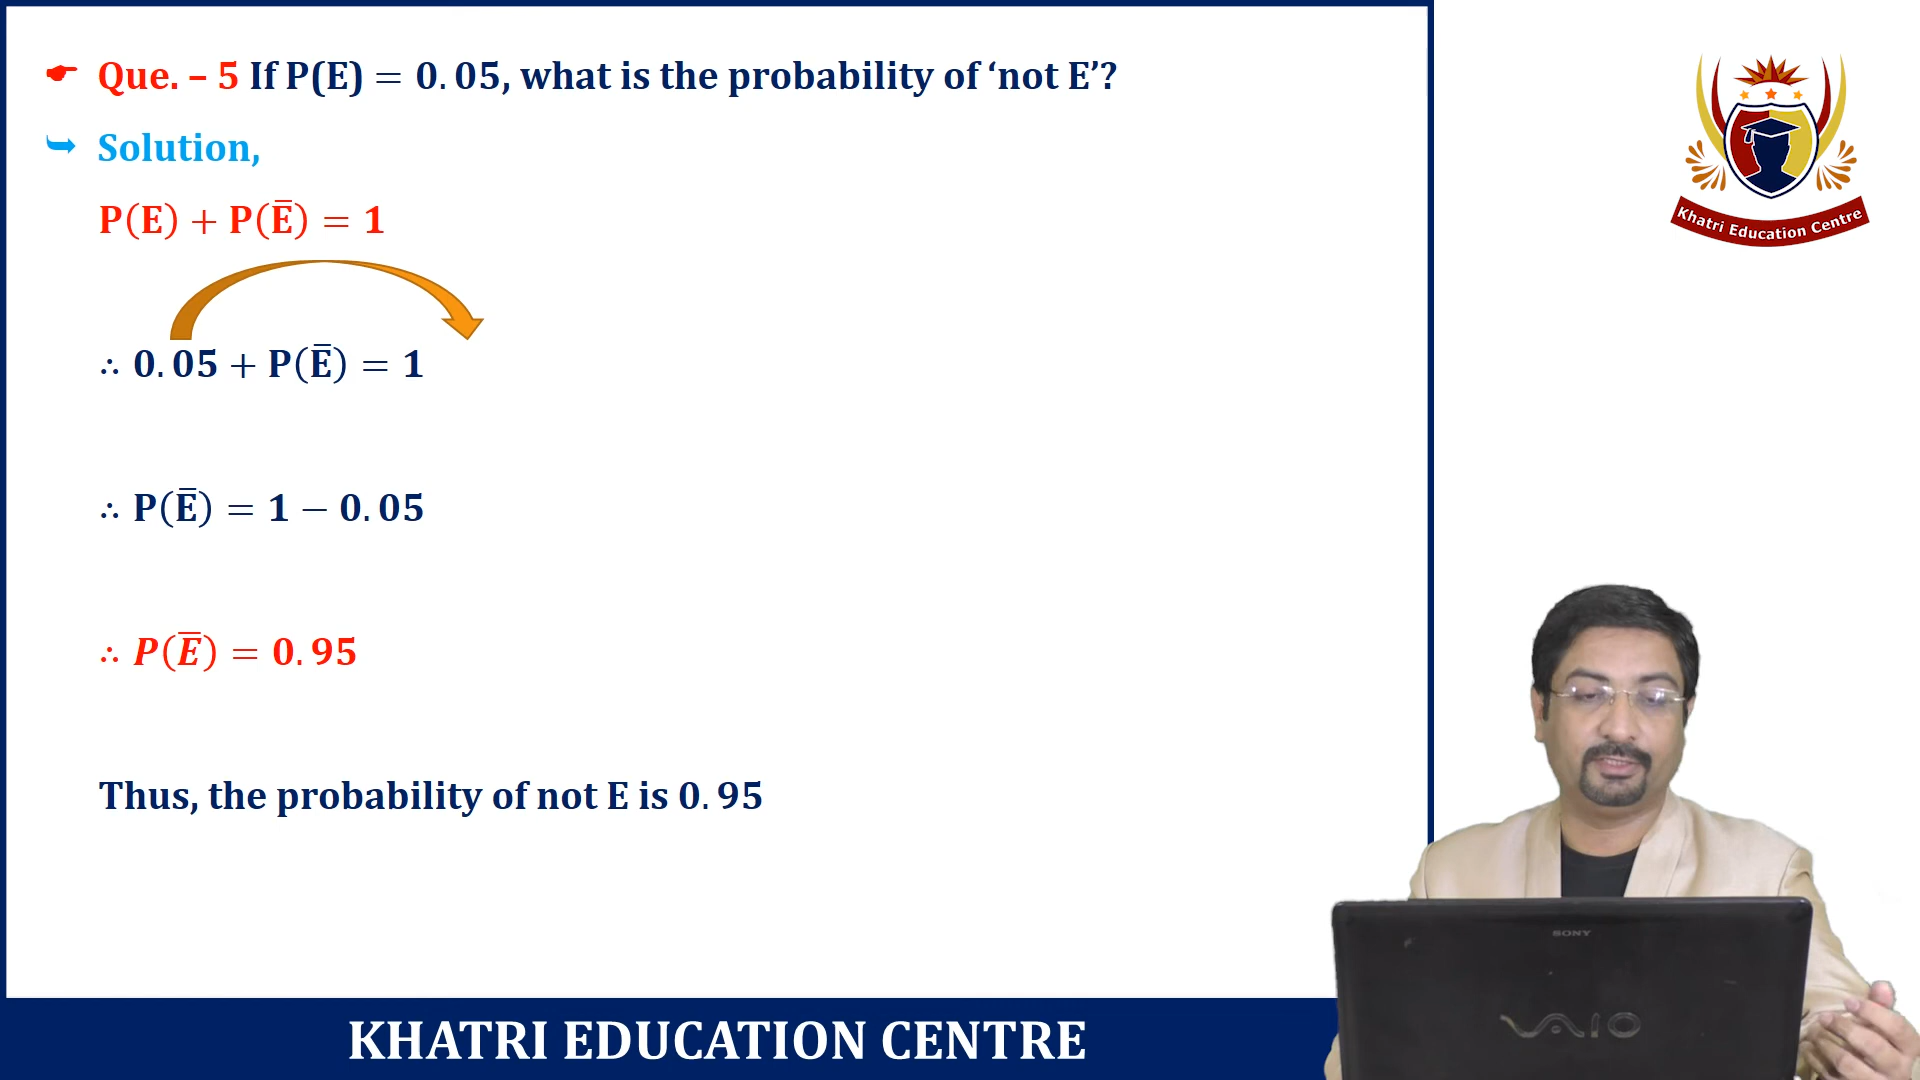 Que. – 5 If P(E) = 0.05, what is the probability of ‘not E’?
Solution,
P(E) + P(E̅) = 1
∴ 0.05 + P(E̅) = 1
∴ P(E̅) = 1 − 0.05
∴ P(E̅) = 0.95
Thus, the probability of not E is 0.95
KHATRI EDUCATION CENTRE
Khatri Education Centre
SONY
VAIO